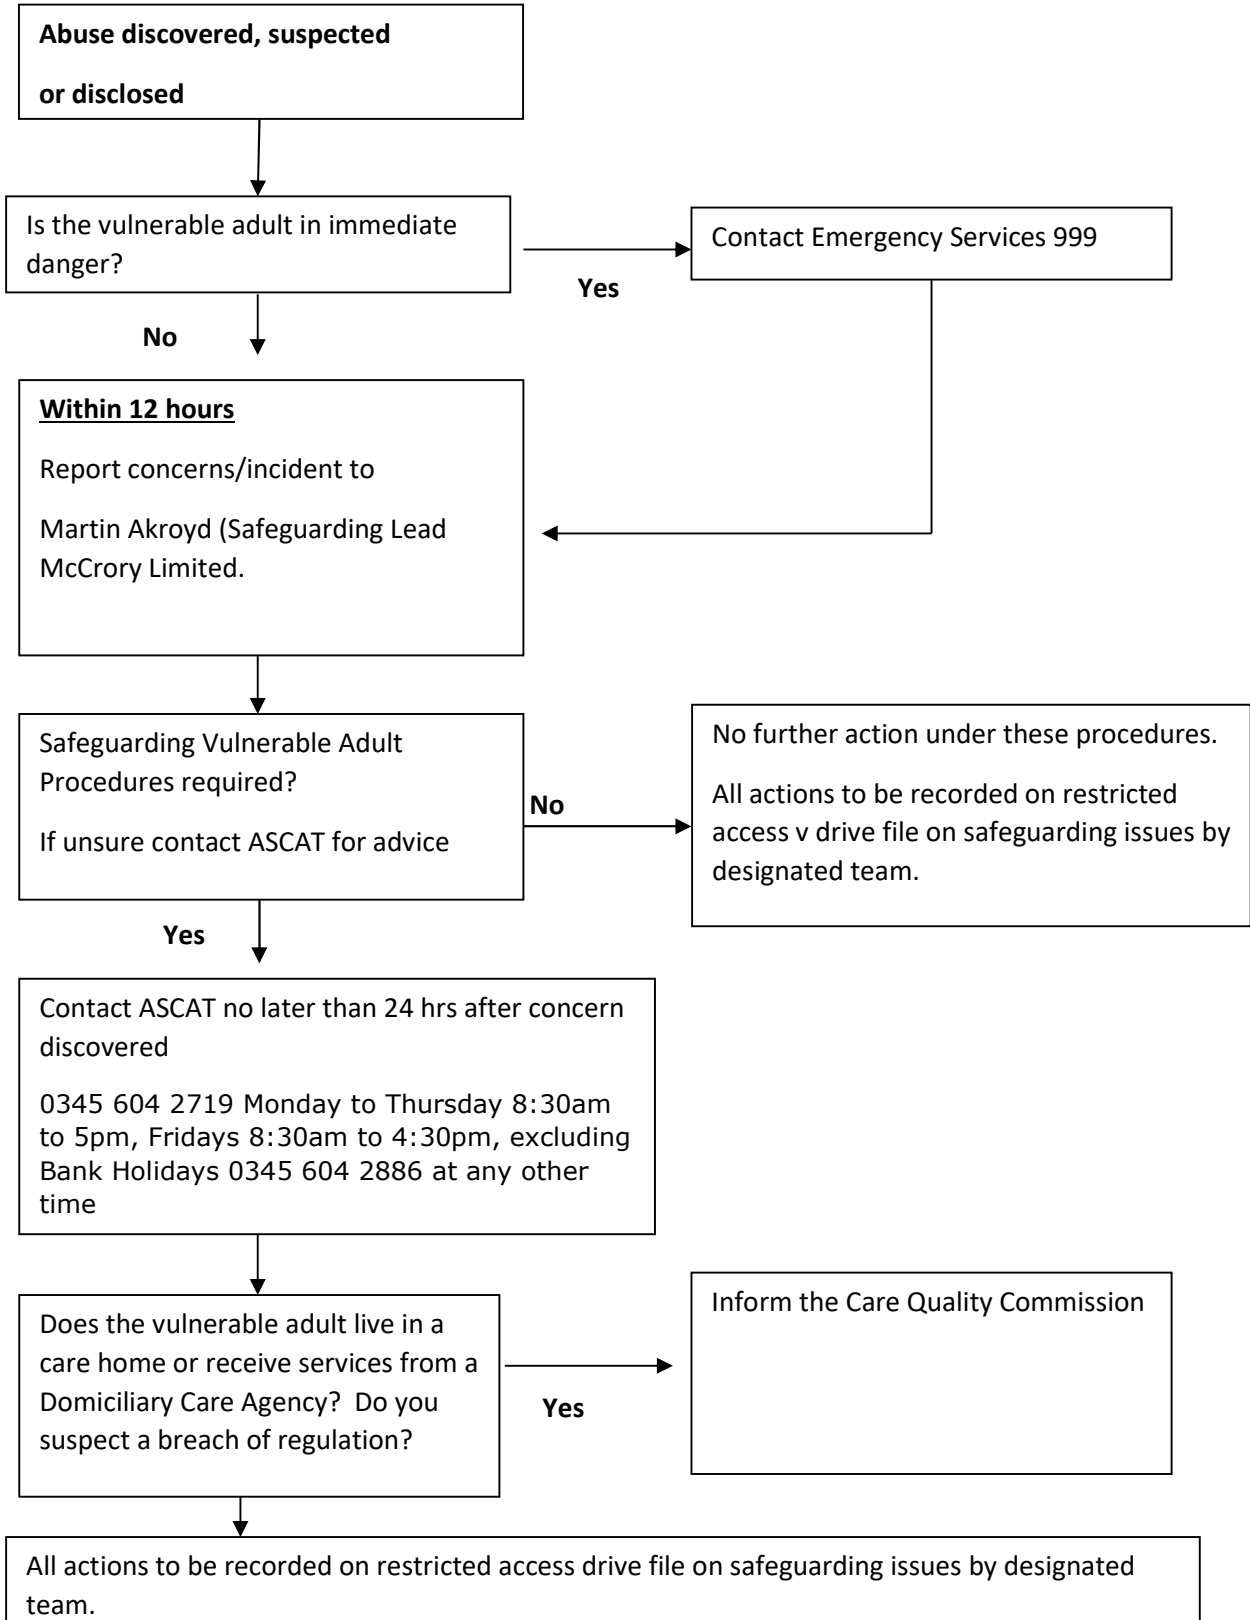 Abuse discovered, suspected
or disclosed
Is the vulnerable adult in immediate
danger?
Yes
Contact Emergency Services 999
No
Within 12 hours
Report concerns/incident to
Martin Akroyd (Safeguarding Lead
McCrory Limited.
Safeguarding Vulnerable Adult
Procedures required?
If unsure contact ASCAT for advice
No
No further action under these procedures.
All actions to be recorded on restricted
access v drive file on safeguarding issues by
designated team.
Yes
Contact ASCAT no later than 24 hrs after concern
discovered
0345 604 2719 Monday to Thursday 8:30am
to 5pm, Fridays 8:30am to 4:30pm, excluding
Bank Holidays 0345 604 2886 at any other
time
Does the vulnerable adult live in a
care home or receive services from a
Domiciliary Care Agency?  Do you
suspect a breach of regulation?
Yes
Inform the Care Quality Commission
All actions to be recorded on restricted access drive file on safeguarding issues by designated
team.